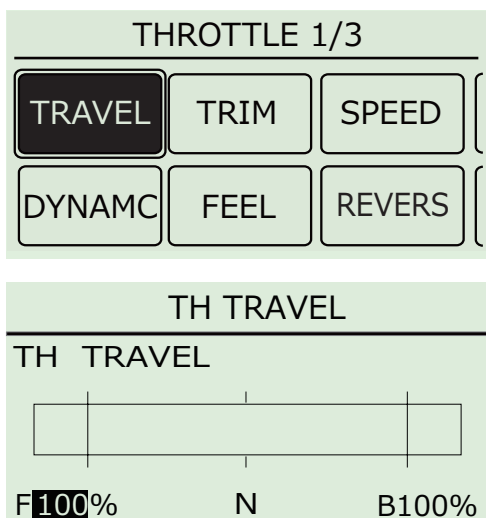 THROTTLE 1/3
TRAVEL TRIM SPEED
DYNAMC FEEL REVERS
TH TRAVEL
TH TRAVEL
F100% N B100%